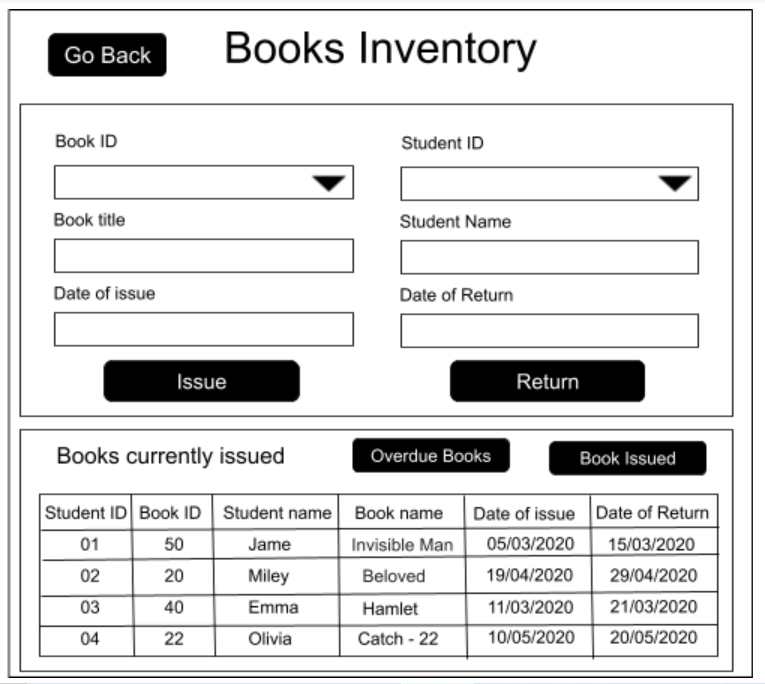 Go Back
Books Inventory
Book ID
Student ID
Book title
Student Name
Date of issue
Date of Return
Issue
Return
Books currently issued
Overdue Books
Book Issued
Student ID Book ID Student name Book name Date of issue Date of Return
01 50 Jame Invisible Man 05/03/2020 15/03/2020
02 20 Miley Beloved 19/04/2020 29/04/2020
03 40 Emma Hamlet 11/03/2020 21/03/2020
04 22 Olivia Catch - 22 10/05/2020 20/05/2020